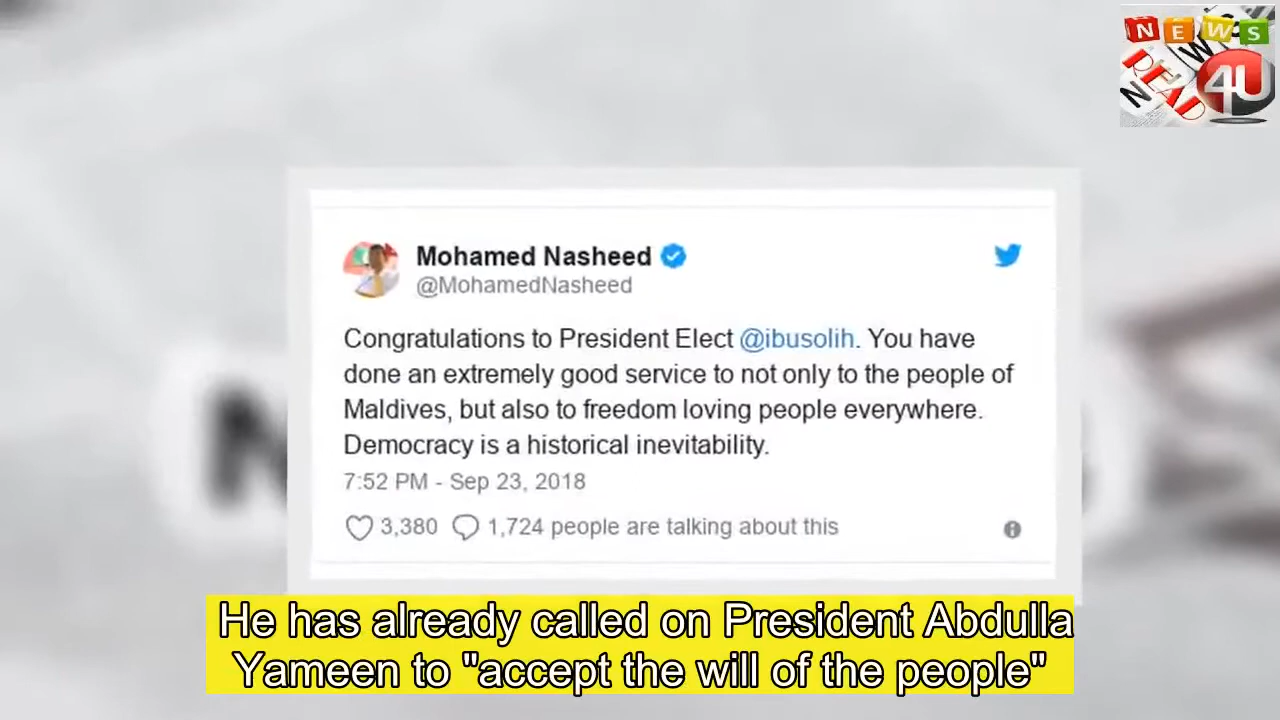 NEWS
READ
4U
Mohamed Nasheed
@MohamedNasheed
Congratulations to President Elect @ibusolih. You have
done an extremely good service to not only to the people of
Maldives, but also to freedom loving people everywhere.
Democracy is a historical inevitability.
7:52 PM - Sep 23, 2018
3,380 1,724 people are talking about this
He has already called on President Abdulla
Yameen to "accept the will of the people"